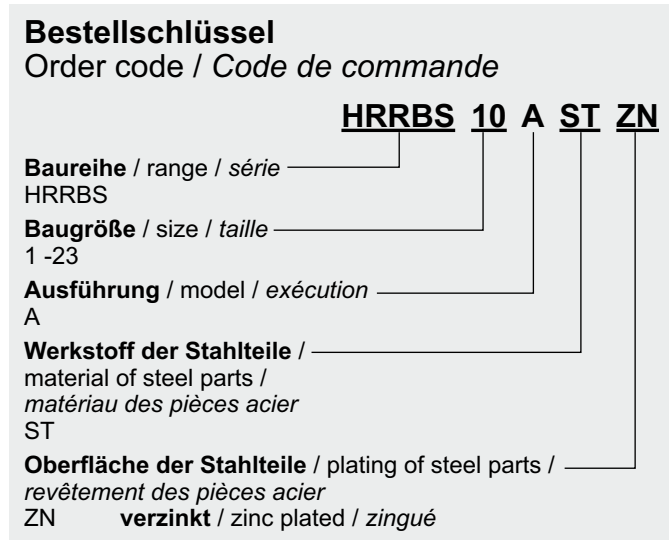 Bestellschlüssel
Order code / Code de commande
HRRBS 10 A ST ZN
Baureihe / range / série
HRRBS
Baugröße / size / taille
1 -23
Ausführung / model / exécution
A
Werkstoff der Stahlteile /
material of steel parts /
matériau des pièces acier
ST
Oberfläche der Stahlteile / plating of steel parts /
revêtement des pièces acier
ZN verzinkt / zinc plated / zingué